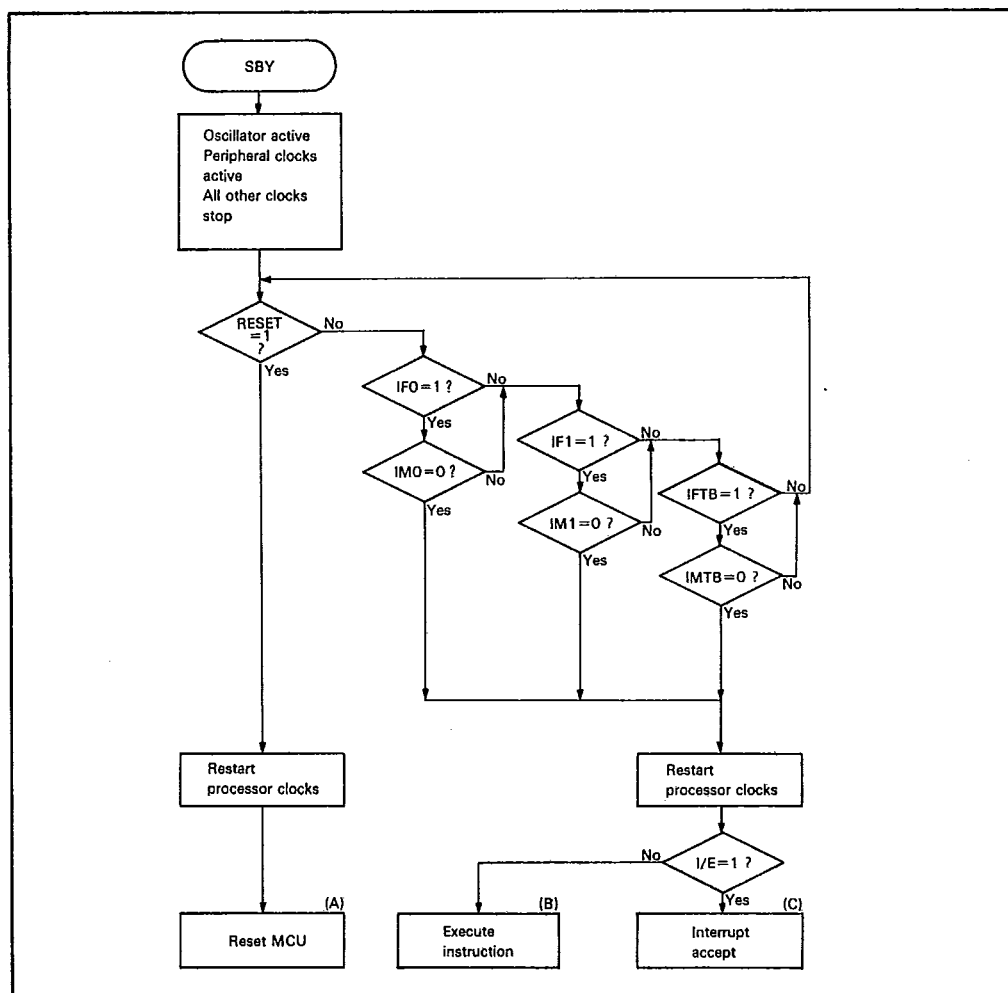 SBY
Oscillator active
Peripheral clocks
active
All other clocks
stop
RESET
=1
?
No
Yes
IF0=1 ?
No
Yes
IM0=0 ?
No
Yes
IF1=1 ?
No
Yes
IM1=0 ?
No
Yes
IFTB=1 ?
No
Yes
IMTB=0 ?
No
Yes
Restart
processor clocks
Restart
processor clocks
I/E=1 ?
No
Yes
(A)
Reset MCU
(B)
Execute
instruction
(C)
Interrupt
accept